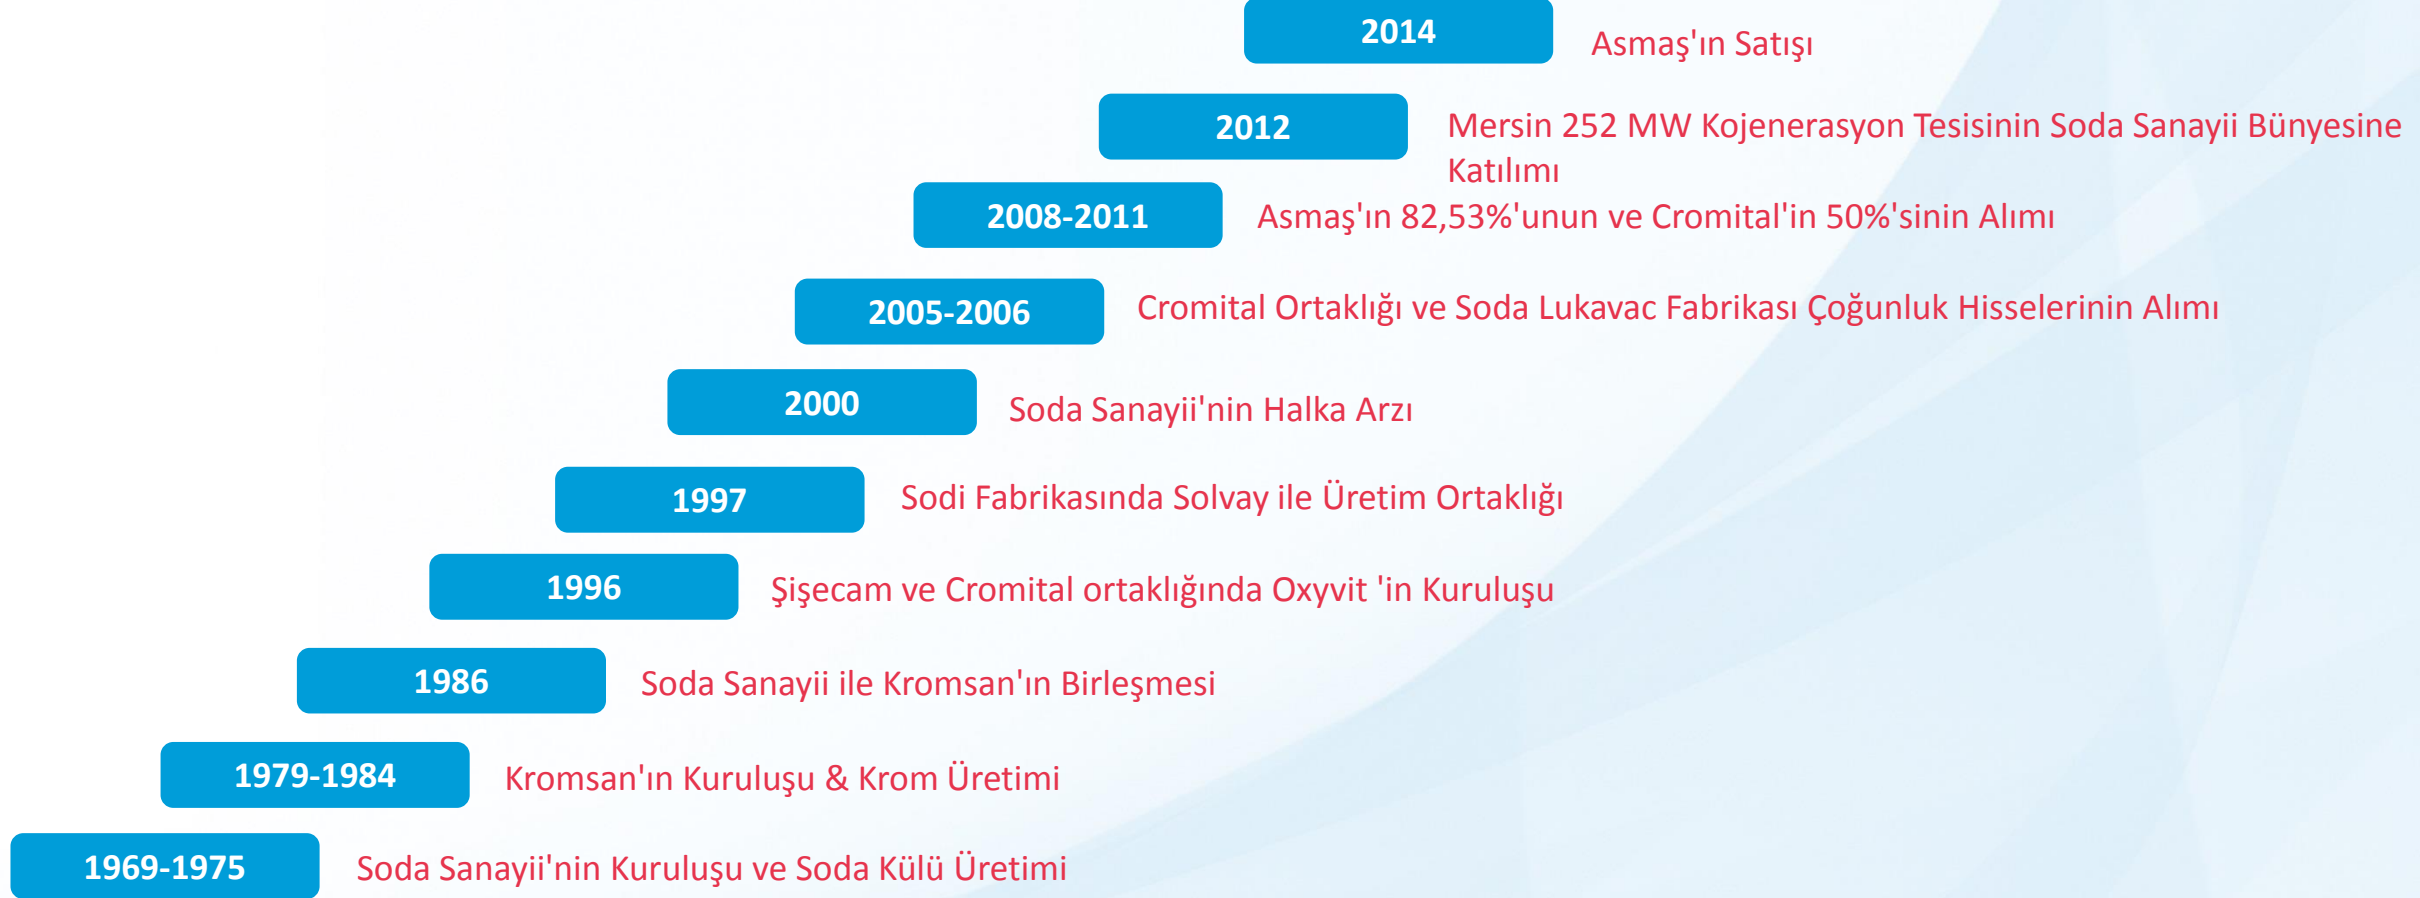 2014
Asmaş'ın Satışı
2012
Mersin 252 MW Kojenerasyon Tesisinin Soda Sanayii Bünyesine
Katılımı
2008-2011
Asmaş'ın 82,53%'unun ve Cromital'in 50%'sinin Alımı
2005-2006
Cromital Ortaklığı ve Soda Lukavac Fabrikası Çoğunluk Hisselerinin Alımı
2000
Soda Sanayii'nin Halka Arzı
1997
Sodi Fabrikasında Solvay ile Üretim Ortaklığı
1996
Şişecam ve Cromital ortaklığında Oxyvit 'in Kuruluşu
1986
Soda Sanayii ile Kromsan'ın Birleşmesi
1979-1984
Kromsan'ın Kuruluşu & Krom Üretimi
1969-1975
Soda Sanayii'nin Kuruluşu ve Soda Külü Üretimi